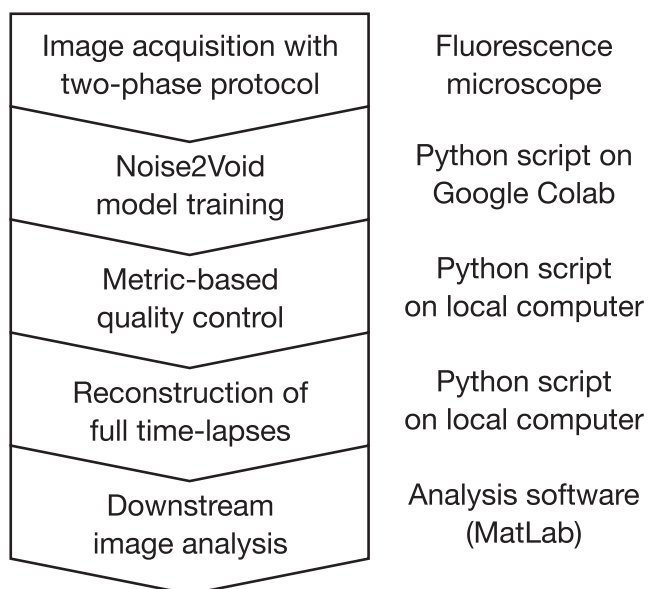 Image acquisition with
two-phase protocol
Fluorescence
microscope
Noise2Void
model training
Python script on
Google Colab
Metric-based
quality control
Python script
on local computer
Reconstruction of
full time-lapses
Python script
on local computer
Downstream
image analysis
Analysis software
(MatLab)